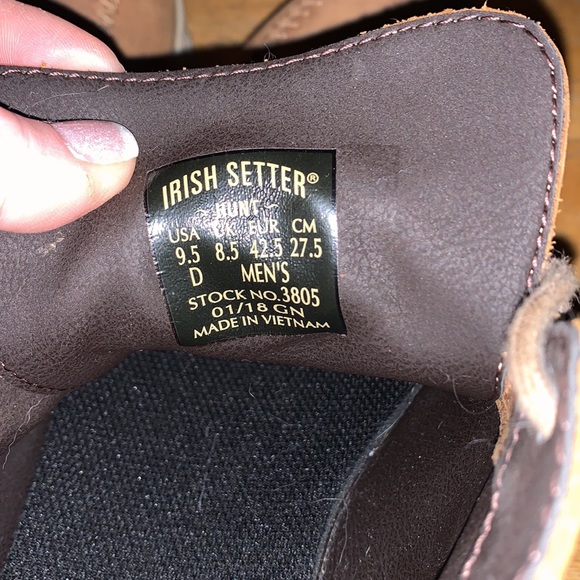 IRISH SETTER®
~ HUNT ~
USA UK EUR CM
9.5 8.5 42.5 27.5
D MEN'S
STOCK NO.3805
01/18 GN
MADE IN VIETNAM